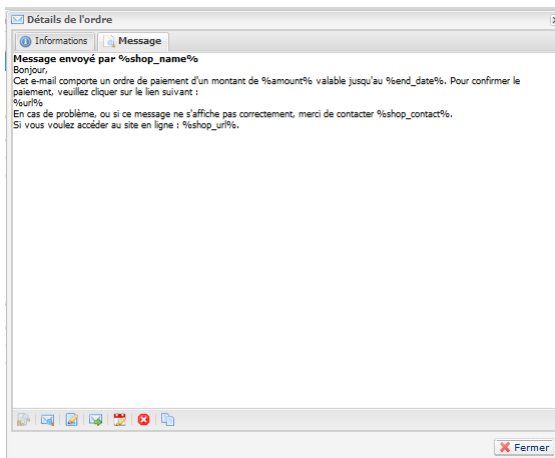 Détails de l'ordre
Informations
Message
Message envoyé par %shop_name%
Bonjour,
Cet e-mail comporte un ordre de paiement d'un montant de %amount% valable jusqu'au %end_date%. Pour confirmer le
paiement, veuillez cliquer sur le lien suivant :
%url%
En cas de problème, ou si ce message ne s'affiche pas correctement, merci de contacter %shop_contact%.
Si vous voulez accéder au site en ligne : %shop_url%.
Fermer